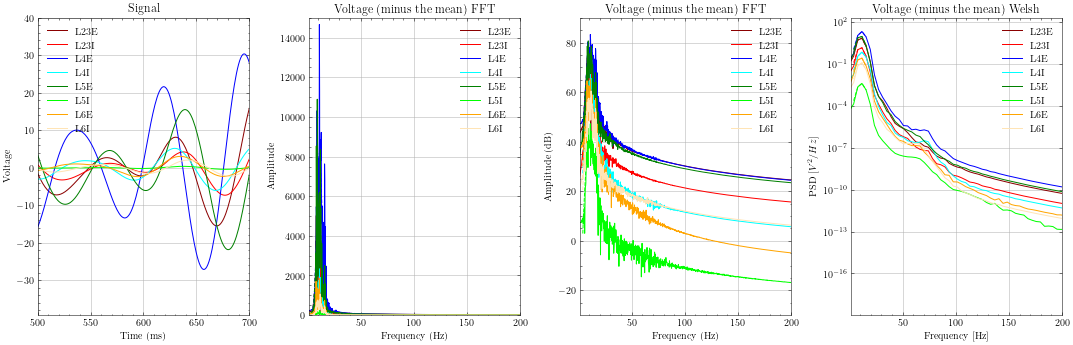 Signal
Voltage
40
30
20
10
0
−10
−20
−30
500
550
600
650
700
Time (ms)
L23E
L23I
L4E
L4I
L5E
L5I
L6E
L6I
Voltage (minus the mean) FFT
Amplitude
14000
12000
10000
8000
6000
4000
2000
0
50
100
150
200
Frequency (Hz)
L23E
L23I
L4E
L4I
L5E
L5I
L6E
L6I
Voltage (minus the mean) FFT
Amplitude (dB)
80
60
40
20
0
−20
50
100
150
200
Frequency (Hz)
L23E
L23I
L4E
L4I
L5E
L5I
L6E
L6I
Voltage (minus the mean) Welsh
PSD [V²/Hz]
10²
10⁻¹
10⁻⁴
10⁻⁷
10⁻¹⁰
10⁻¹³
10⁻¹⁶
50
100
150
200
Frequency [Hz]
L23E
L23I
L4E
L4I
L5E
L5I
L6E
L6I